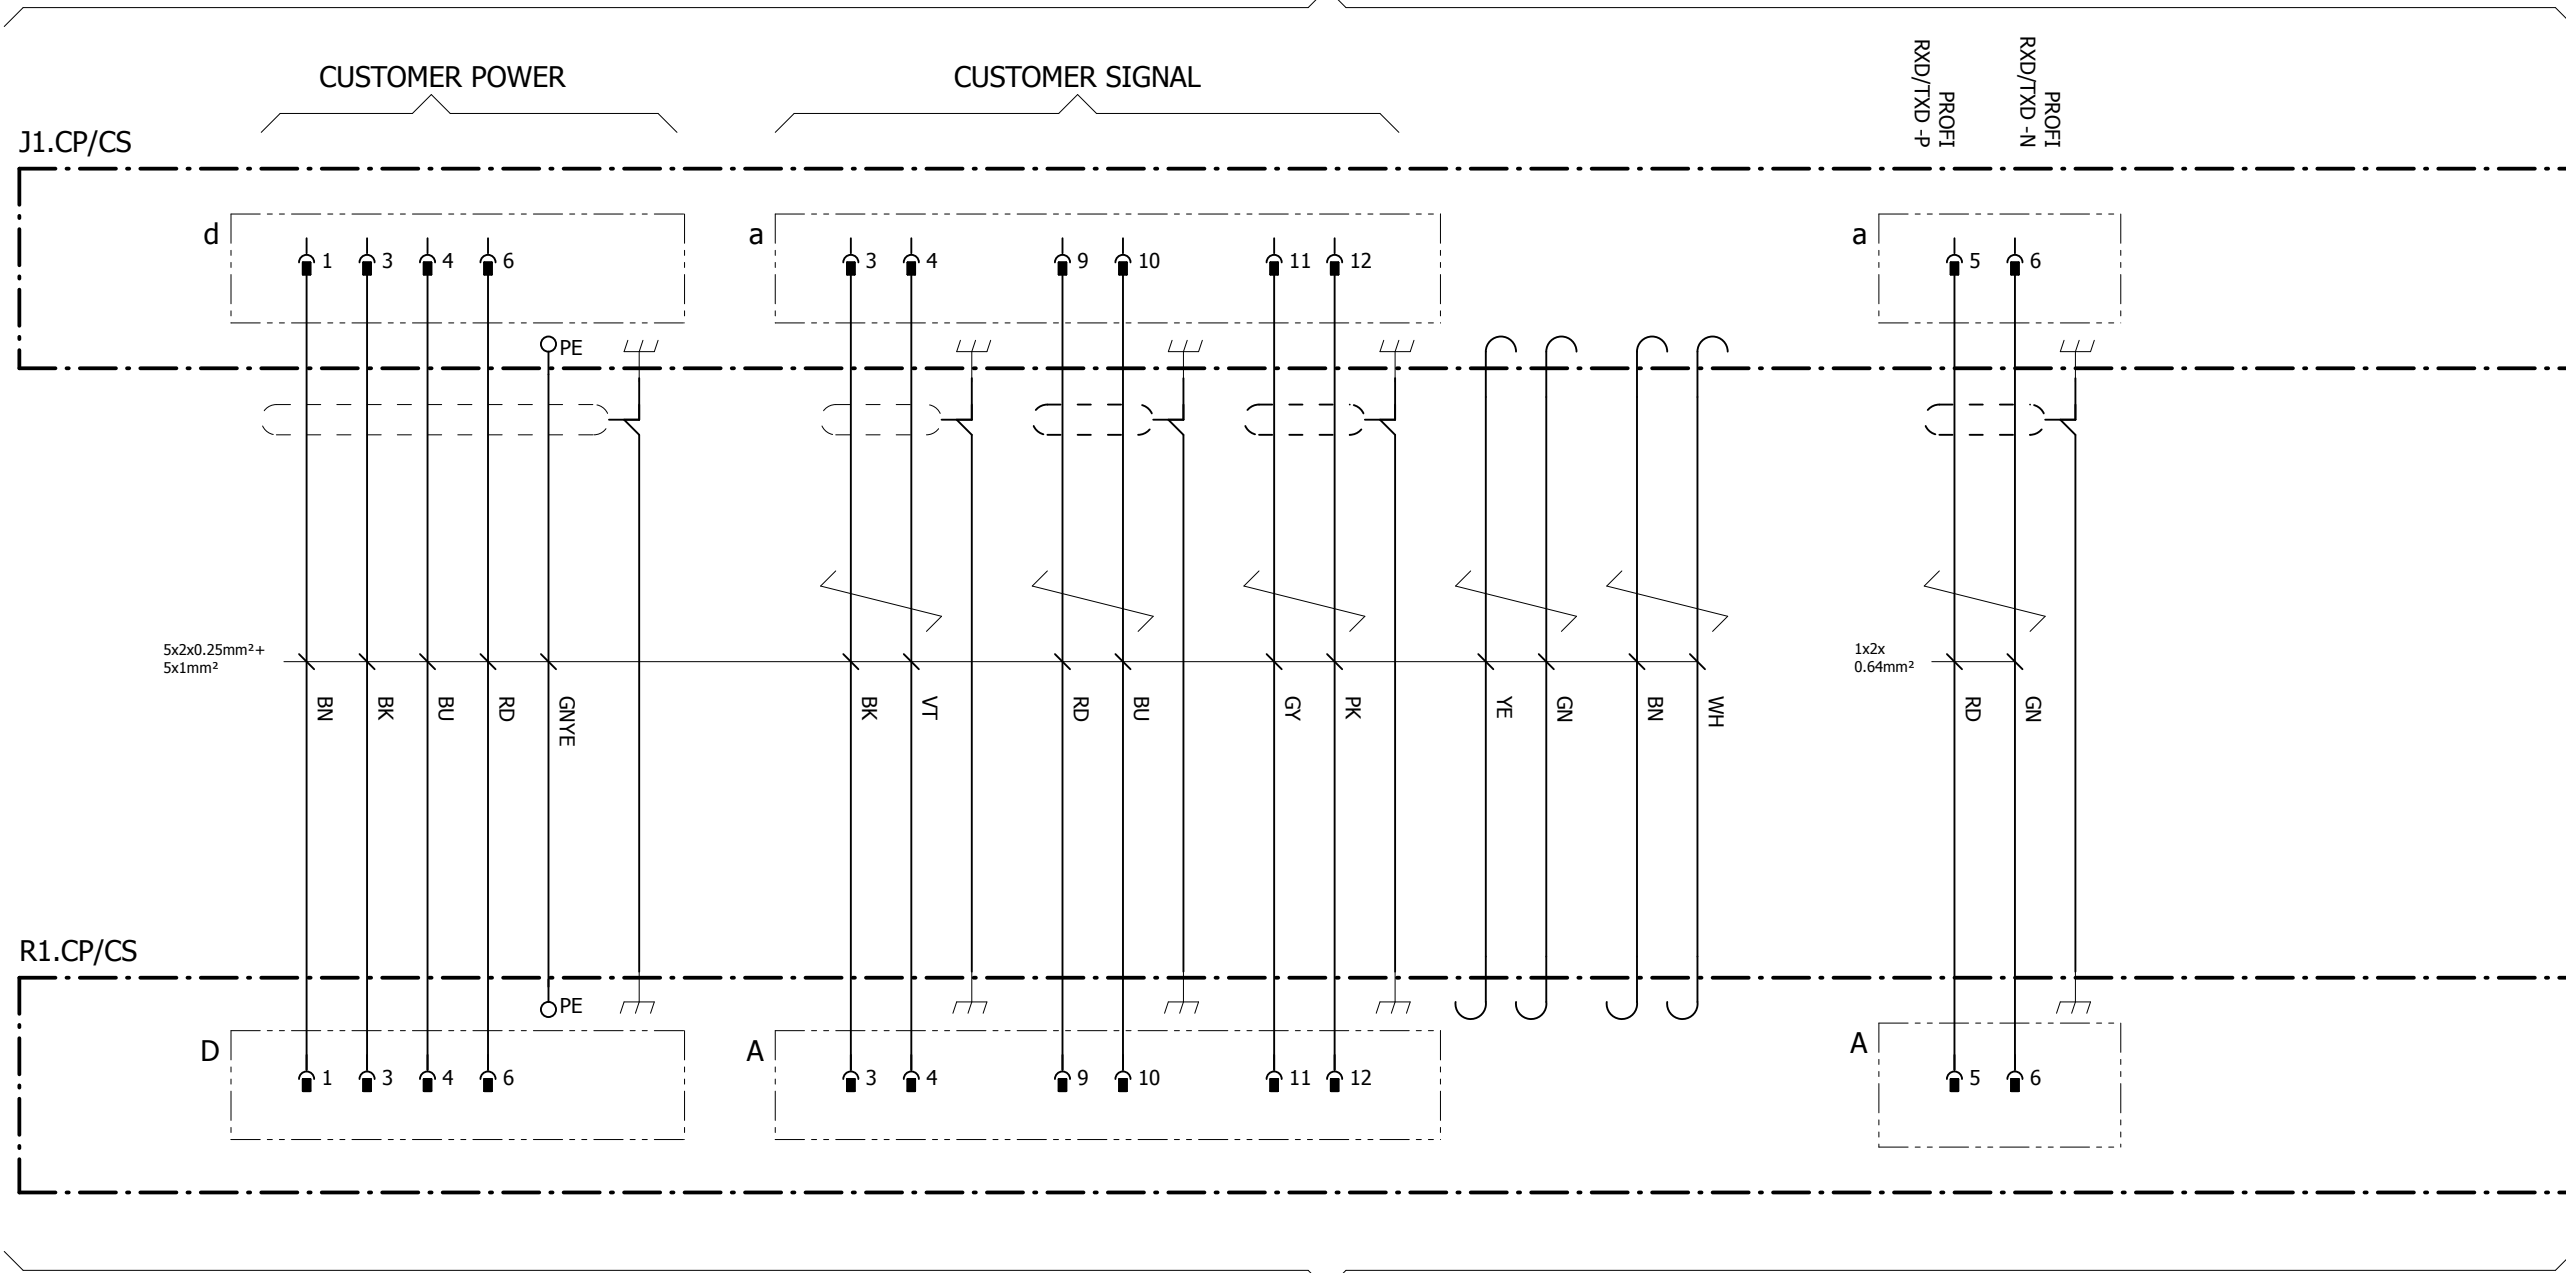 CUSTOMER POWER
CUSTOMER SIGNAL
PROFI
RXD/TXD -P
PROFI
RXD/TXD -N
J1.CP/CS
d
1 3 4 6
a
3 4 9 10 11 12
a
5 6
PE
5x2x0.25mm²+
5x1mm²
1x2x
0.64mm²
BN
BK
BU
RD
GNYE
BK
VT
RD
BU
GY
PK
YE
GN
BN
WH
RD
GN
R1.CP/CS
PE
D
1 3 4 6
A
3 4 9 10 11 12
A
5 6